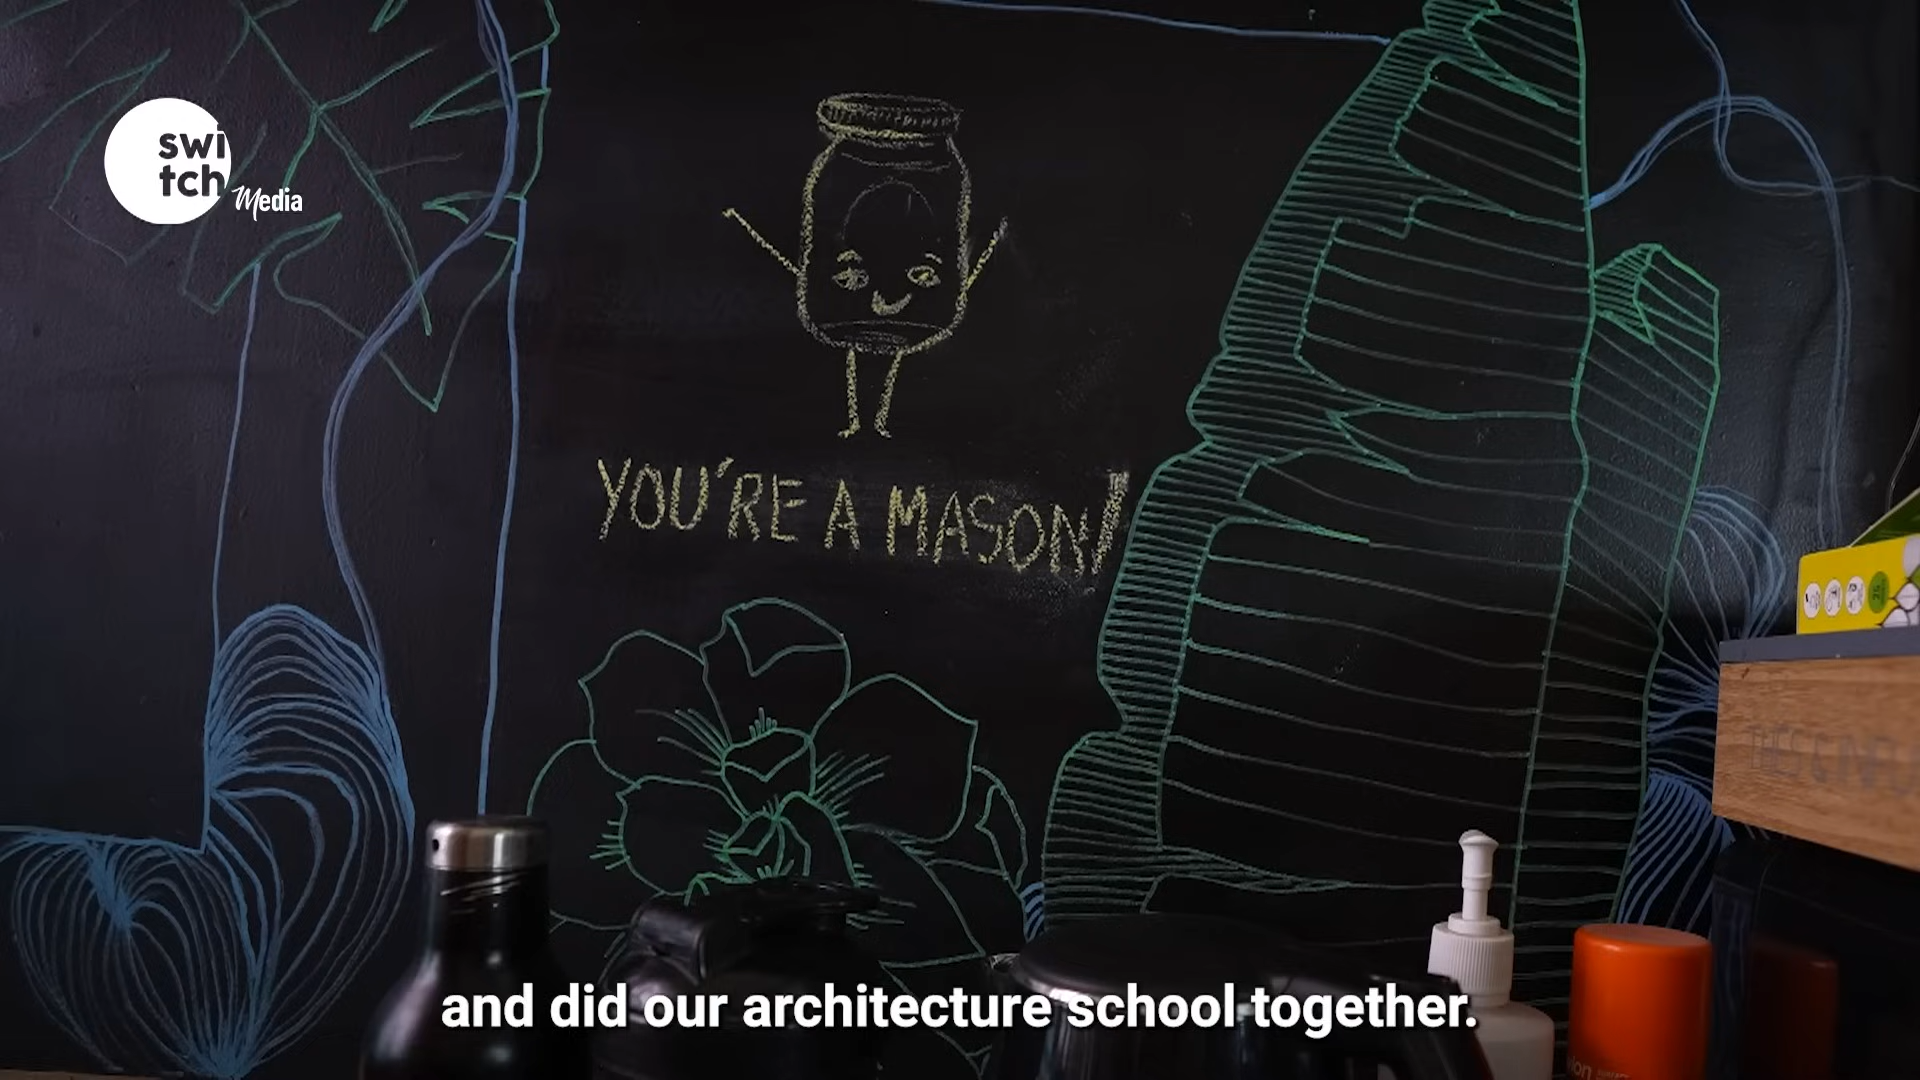 swi
tch
Media
YOU'RE A MASON!
and did our architecture school together.